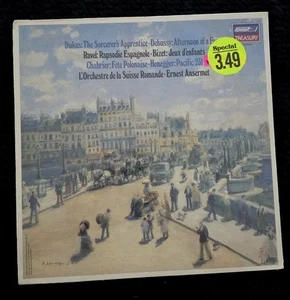 Dukas: The Sorcerer's Apprentice · Debussy: Afternoon of a F
Ravel: Rapsodie Espagnole · Bizet: Jeux d'enfants
Chabrier: Fête Polonaise · Honegger: Pacific 231
L'Orchestre de la Suisse Romande · Ernest Ansermet
LONDON
TREASURY
Special
3.49